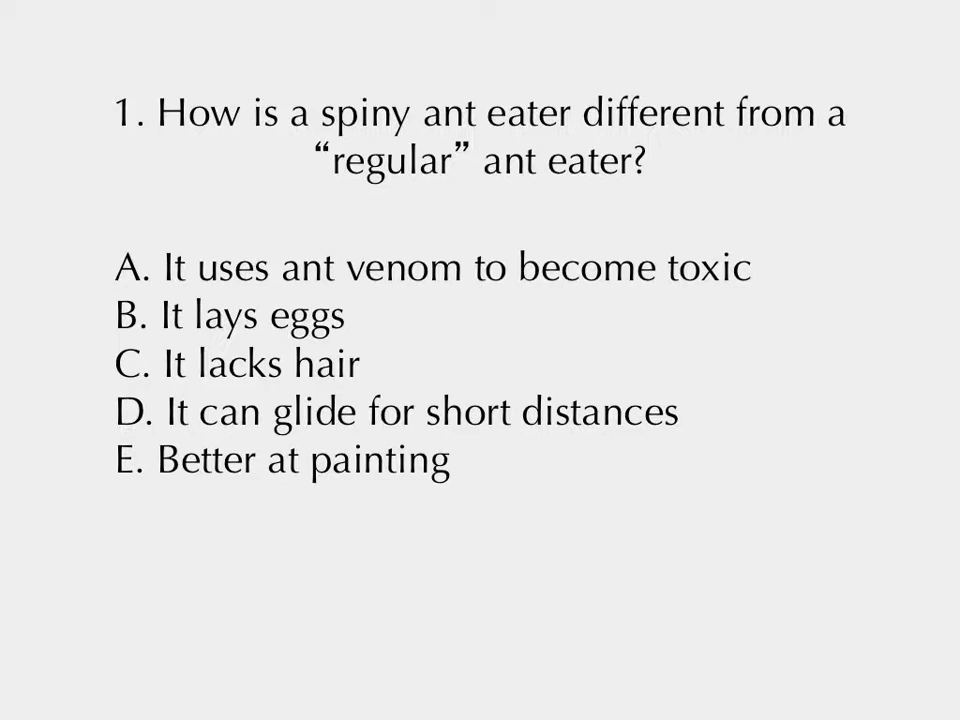 1. How is a spiny ant eater different from a
“regular” ant eater?
A. It uses ant venom to become toxic
B. It lays eggs
C. It lacks hair
D. It can glide for short distances
E. Better at painting